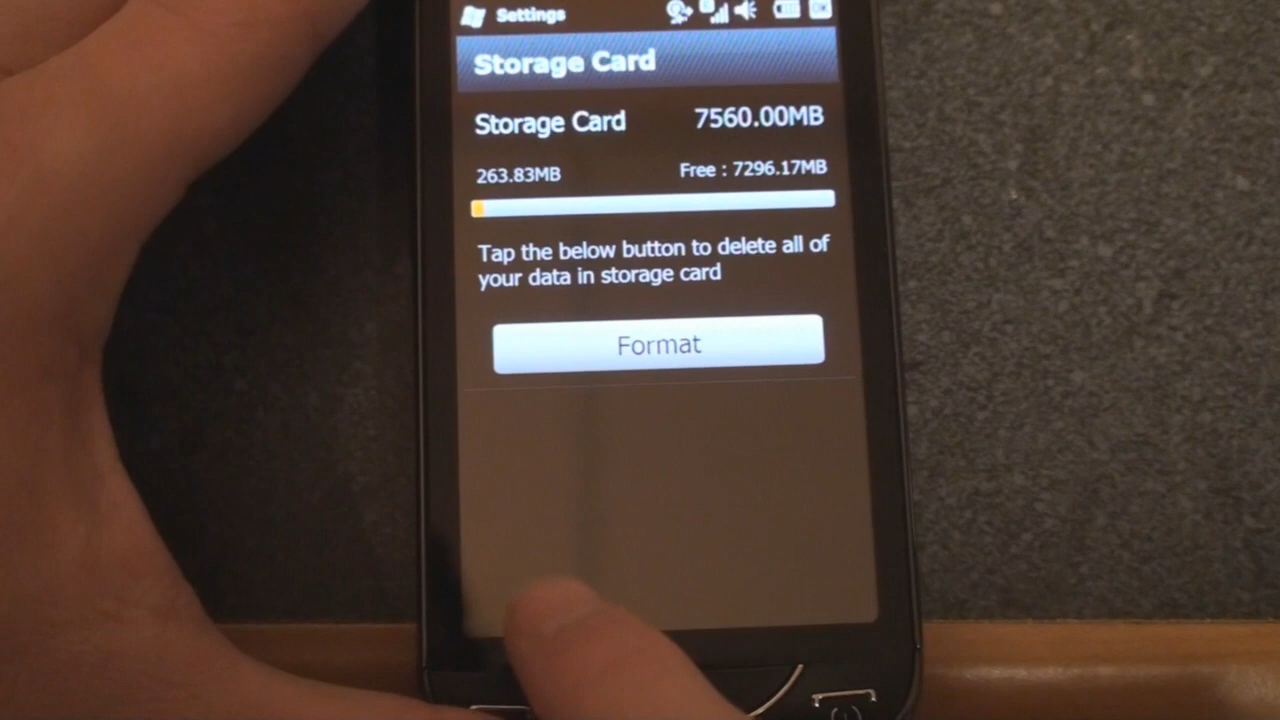 Settings
Storage Card
Storage Card 7560.00MB
263.83MB Free : 7296.17MB
Tap the below button to delete all of
your data in storage card
Format